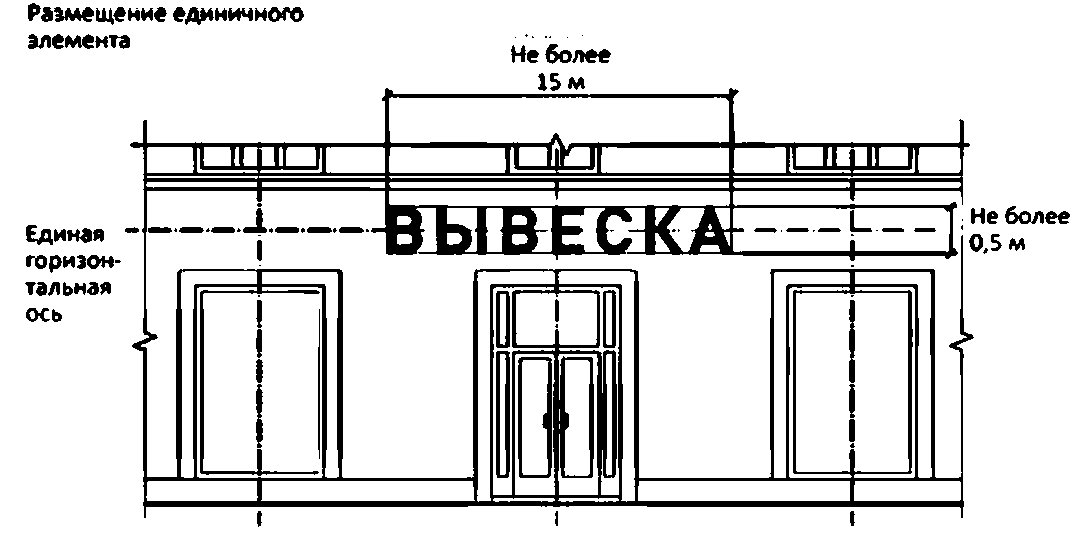 Размещение единичного
элемента
Не более
15 м
ВЫВЕСКА
Не более
0,5 м
Единая
горизон-
тальная
ось